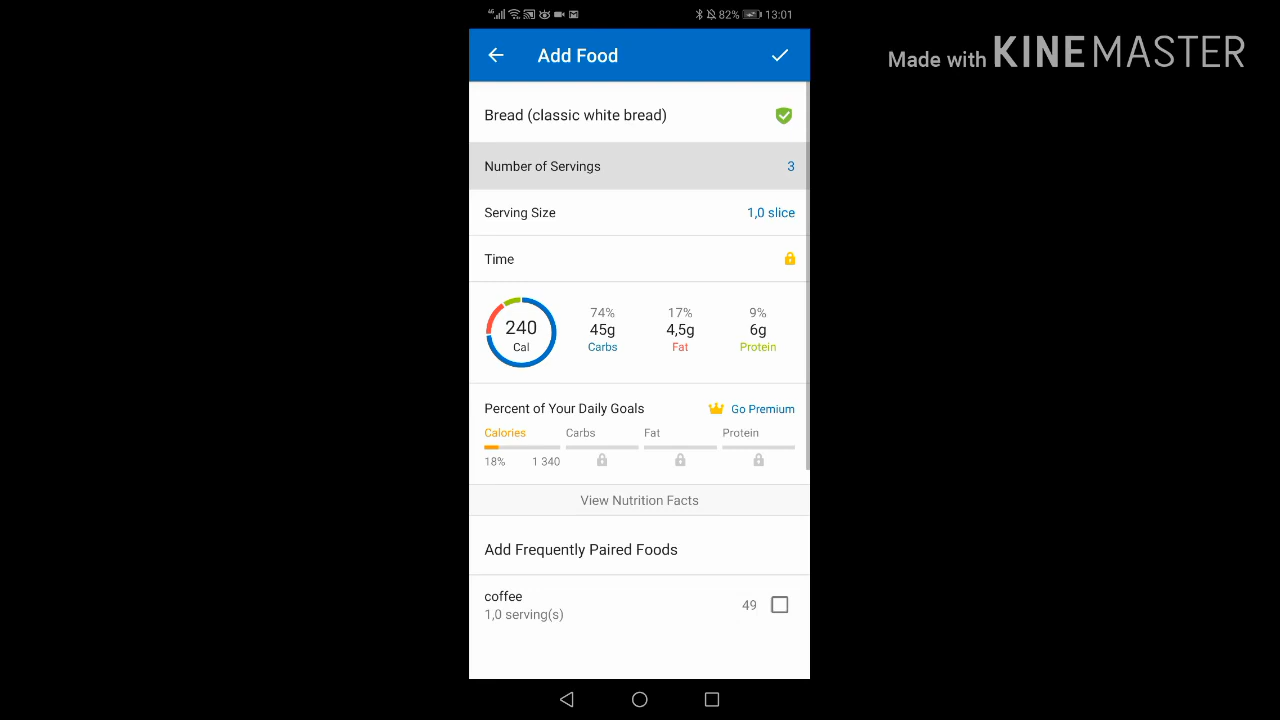 4G 82% 13:01
Made with KINEMASTER
Add Food
Bread (classic white bread)
Number of Servings 3
Serving Size 1,0 slice
Time
240 Cal
74% 17% 9%
45g 4,5g 6g
Carbs Fat Protein
Percent of Your Daily Goals Go Premium
Calories Carbs Fat Protein
18% 1 340
View Nutrition Facts
Add Frequently Paired Foods
coffee 49
1,0 serving(s)